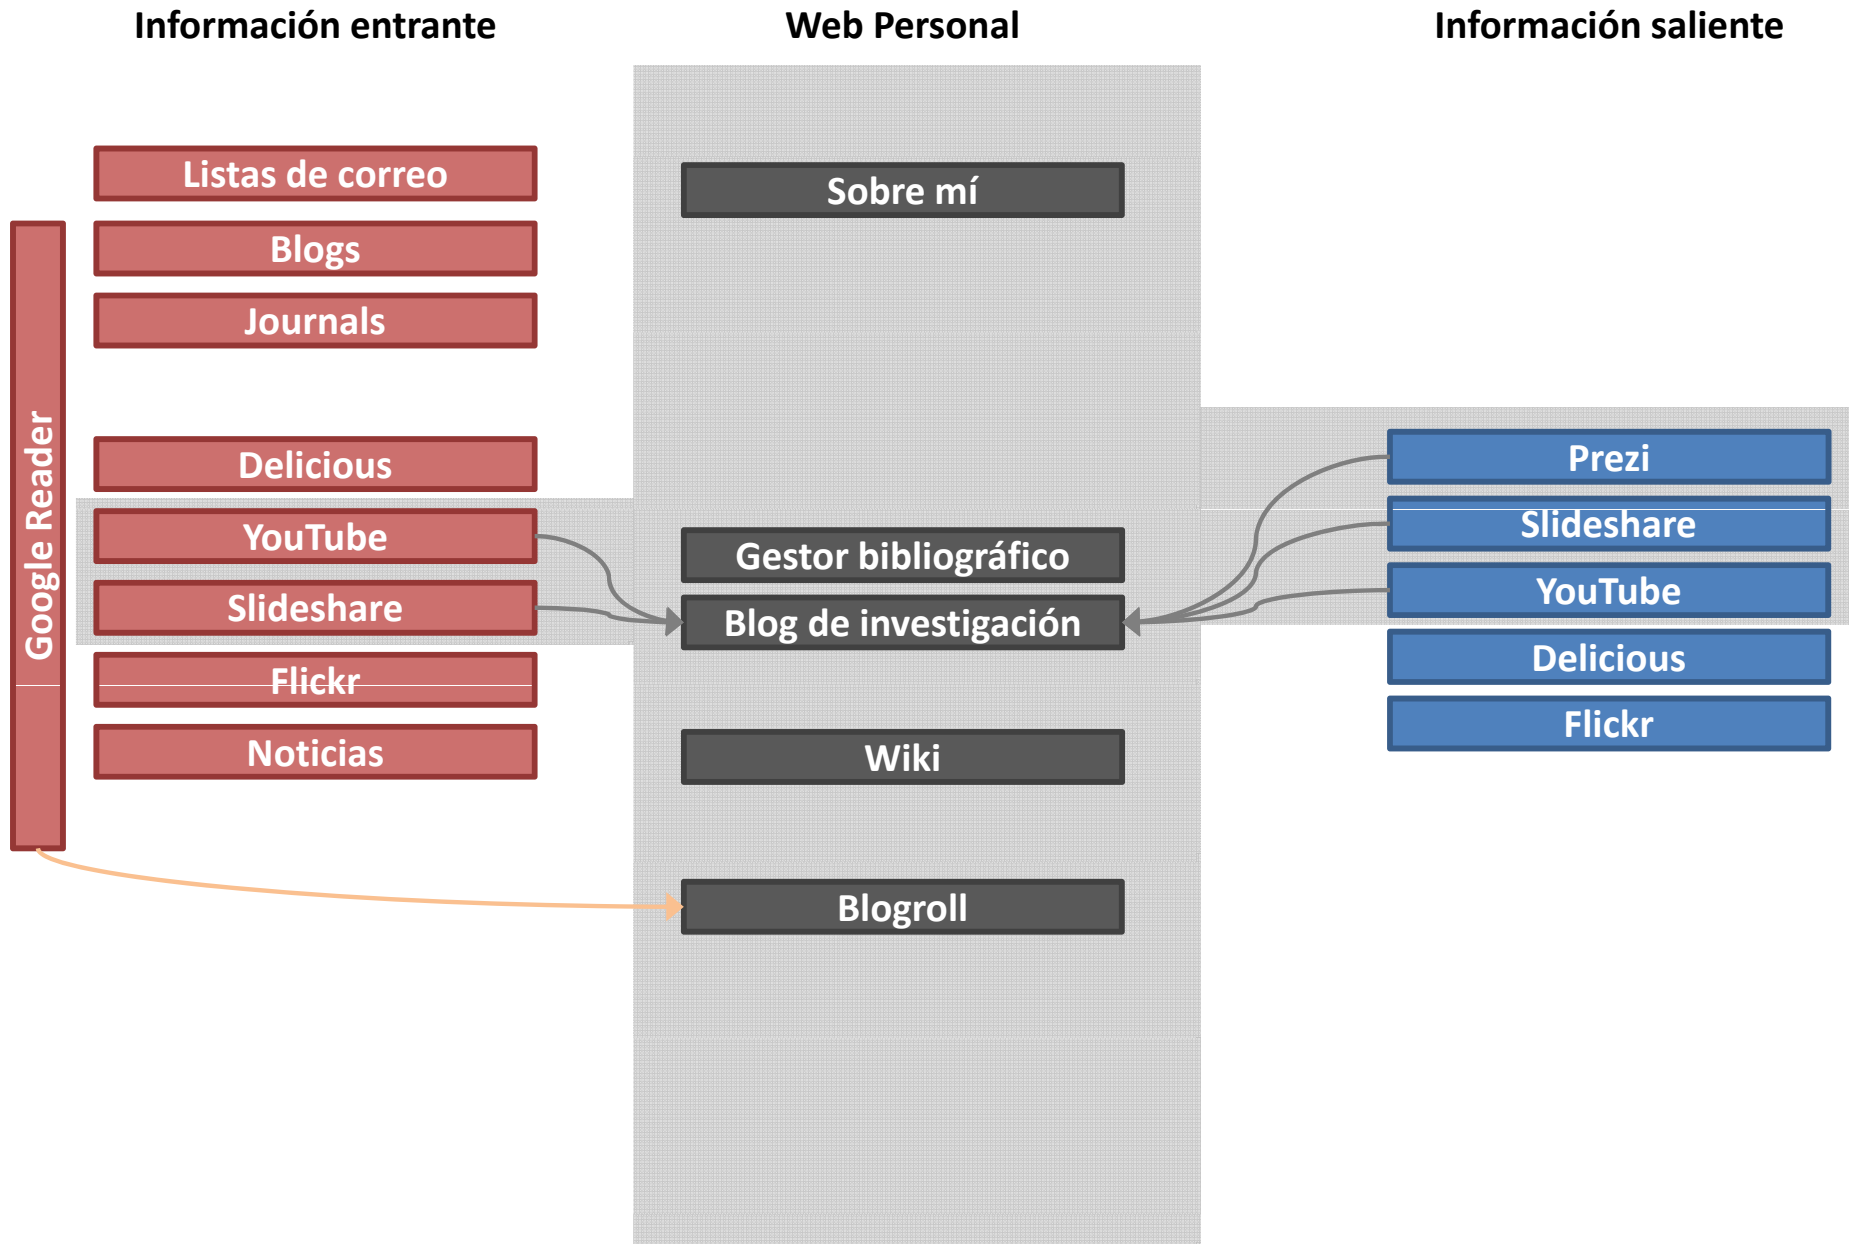 Información entrante
Web Personal
Información saliente
Listas de correo
Blogs
Journals
Delicious
YouTube
Slideshare
Flickr
Noticias
Google Reader
Sobre mí
Gestor bibliográfico
Blog de investigación
Wiki
Blogroll
Prezi
Slideshare
YouTube
Delicious
Flickr